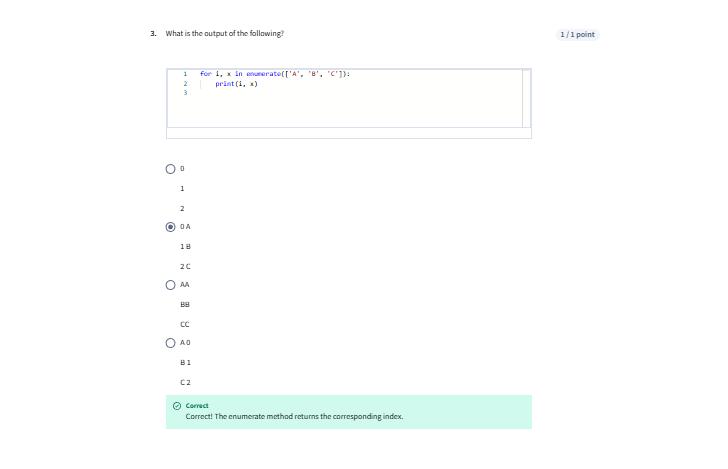 3. What is the output of the following?
1 / 1 point
1 for i, x in enumerate(['A', 'B', 'C']):
2     print(i, x)
3
0
1
2
0 A
1 B
2 C
AA
BB
CC
A 0
B 1
C 2
Correct
Correct! The enumerate method returns the corresponding index.